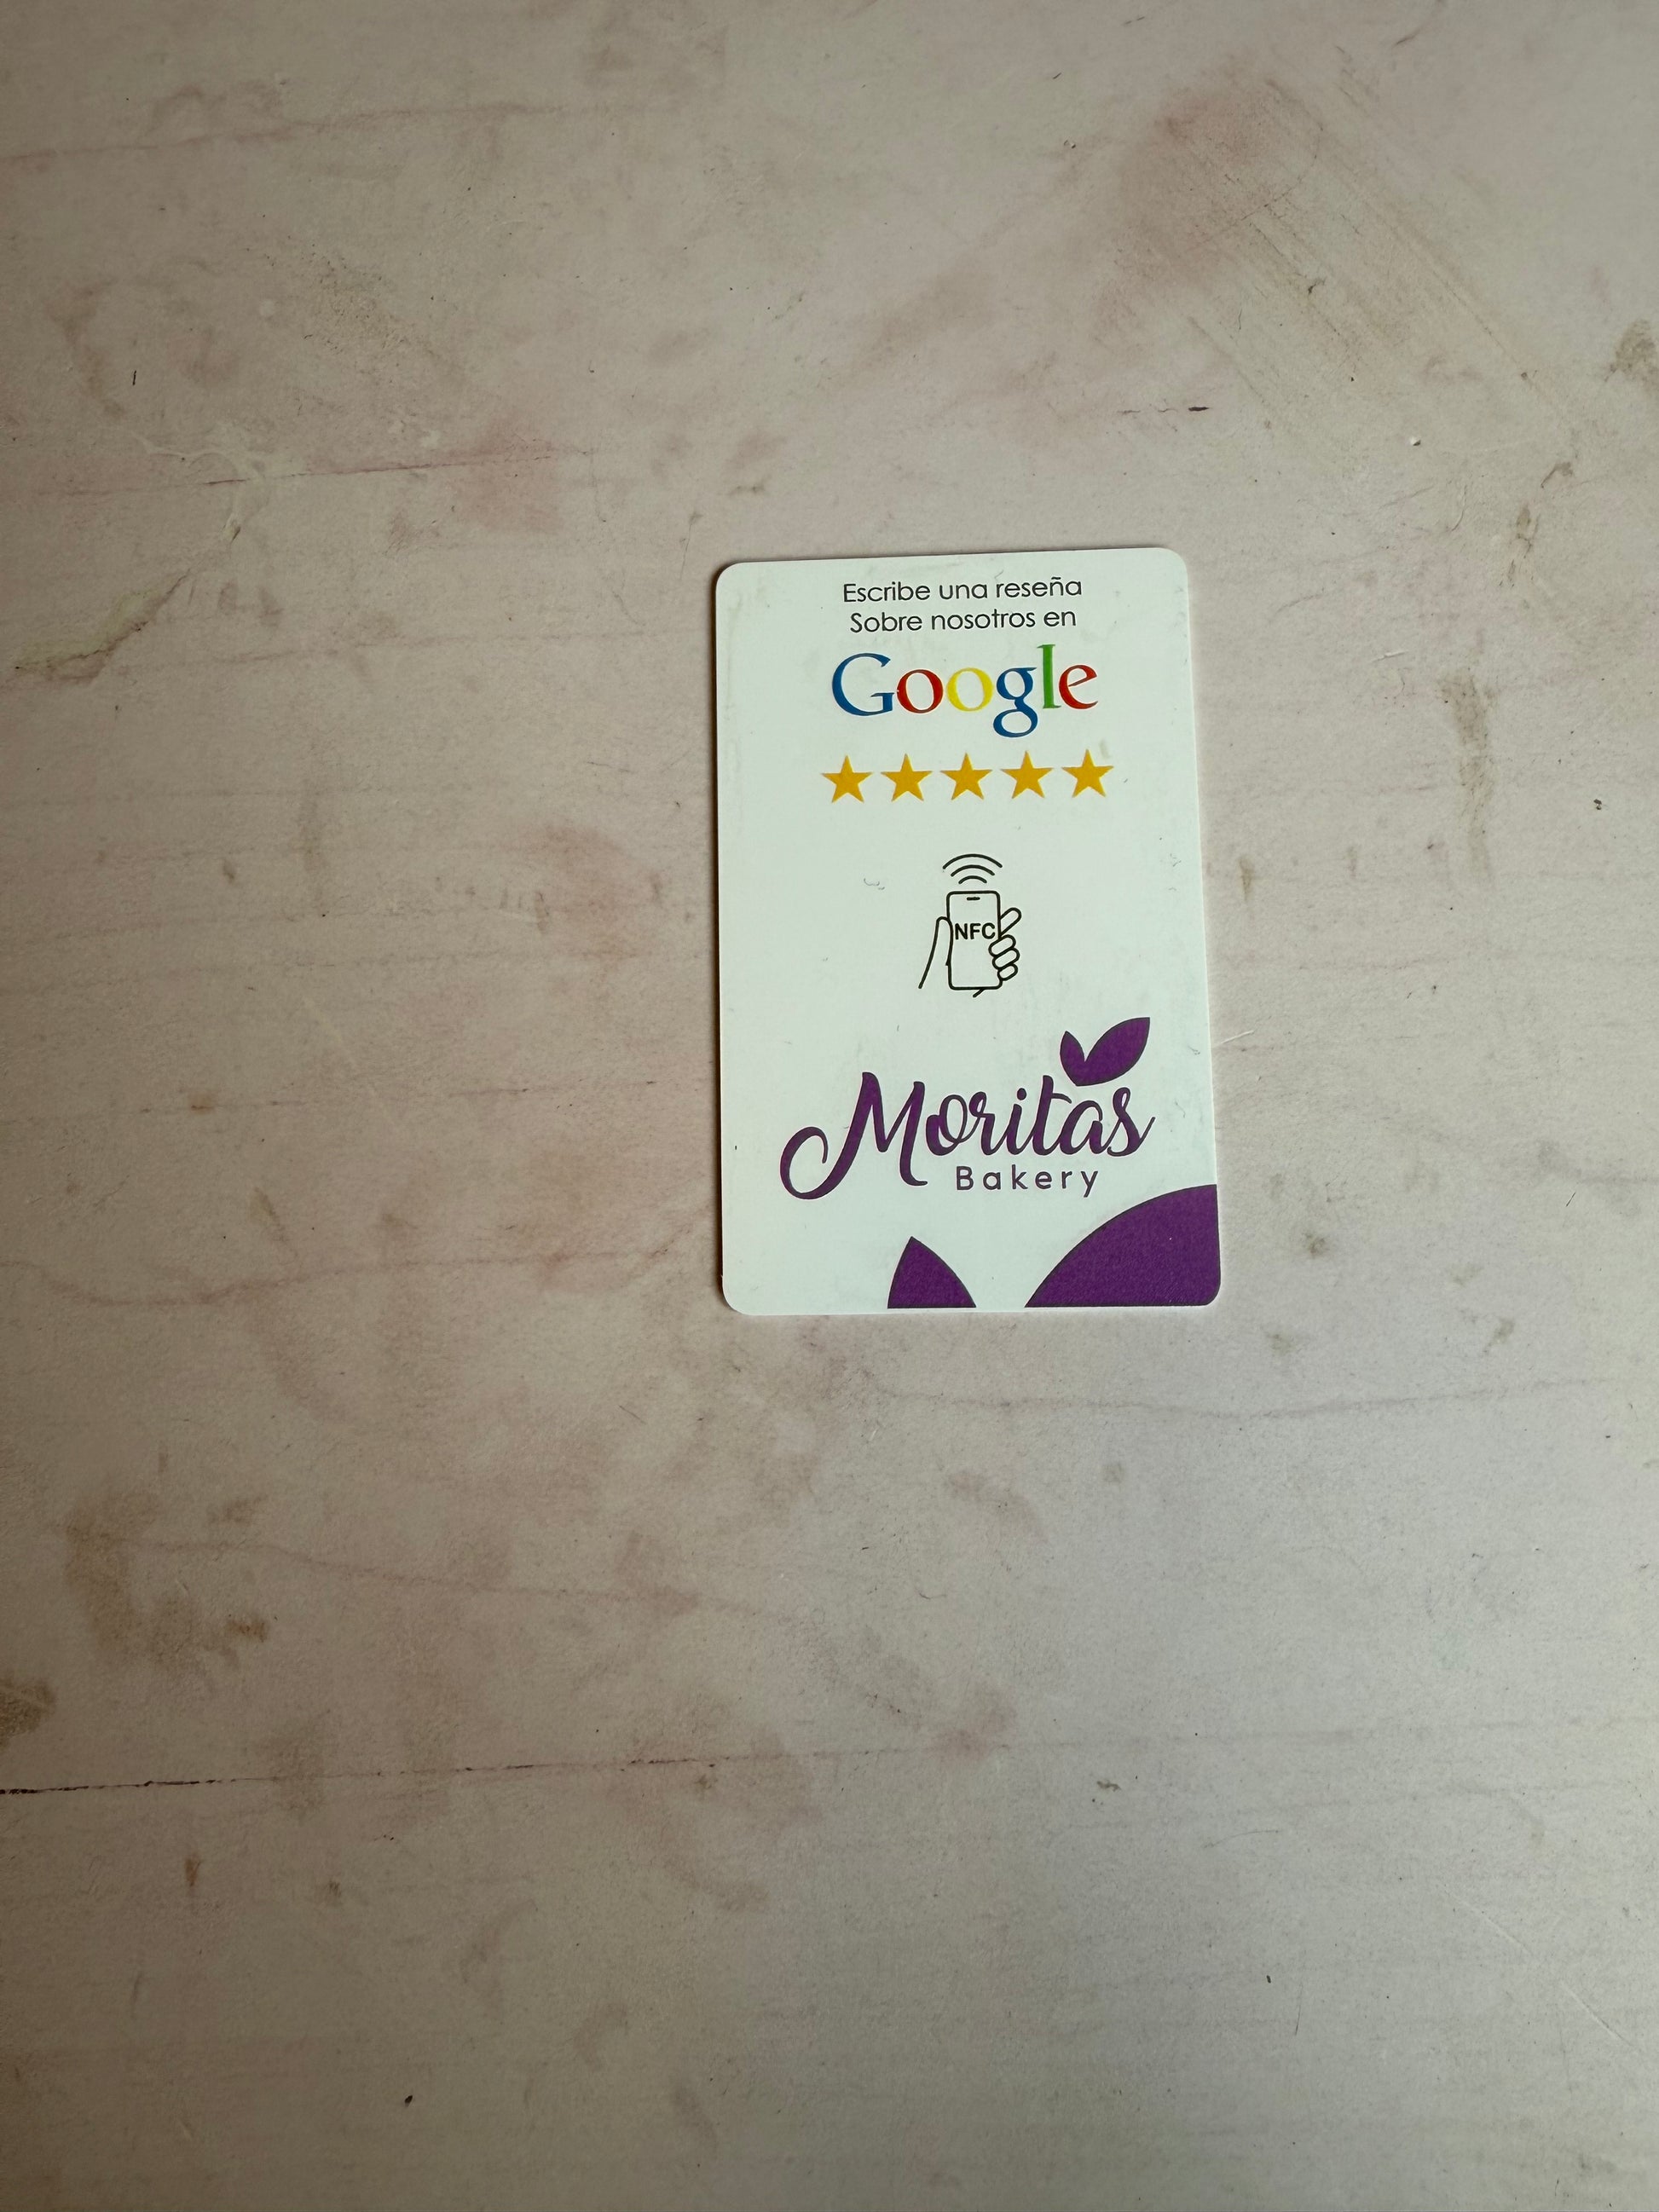 Escribe una reseña
Sobre nosotros en
Google
NFC
Moritas
Bakery